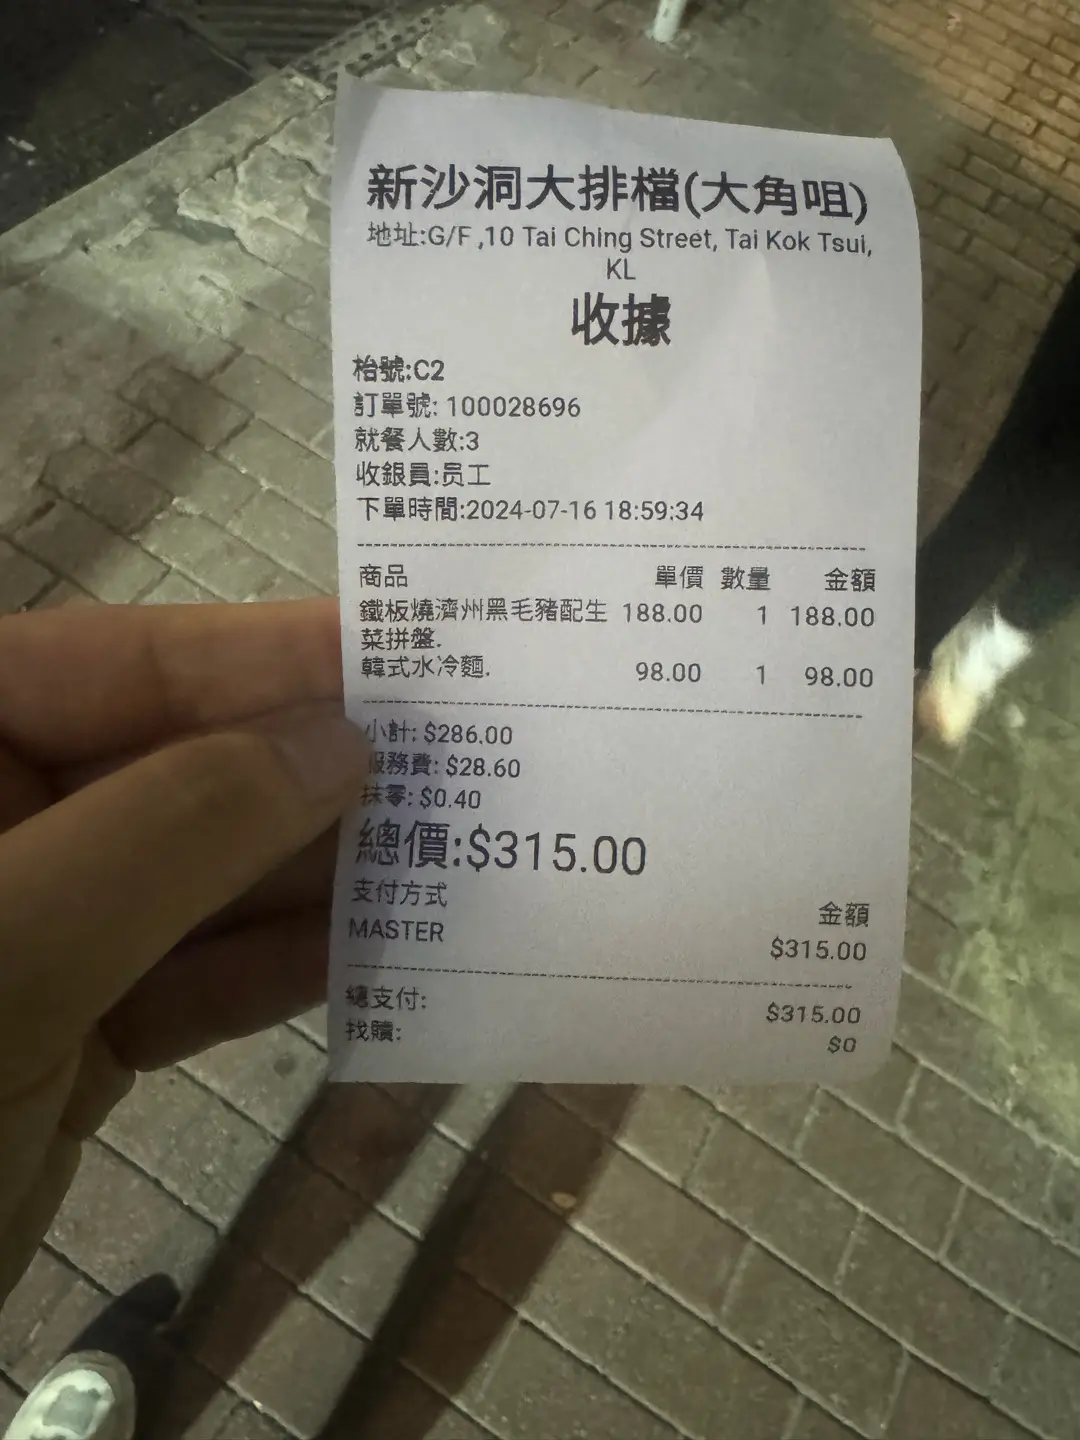 新沙洞大排檔(大角咀)
地址:G/F ,10 Tai Ching Street, Tai Kok Tsui,
KL
收據
枱號:C2
訂單號: 100028696
就餐人數:3
收銀員:员工
下單時間:2024-07-16 18:59:34
商品 單價 數量 金額
鐵板燒濟州黑毛豬配生 188.00 1 188.00
菜拼盤.
韓式水冷麵. 98.00 1 98.00
小計: $286.00
服務費: $28.60
抹零: $0.40
總價:$315.00
支付方式 金額
MASTER $315.00
總支付: $315.00
找贖: $0